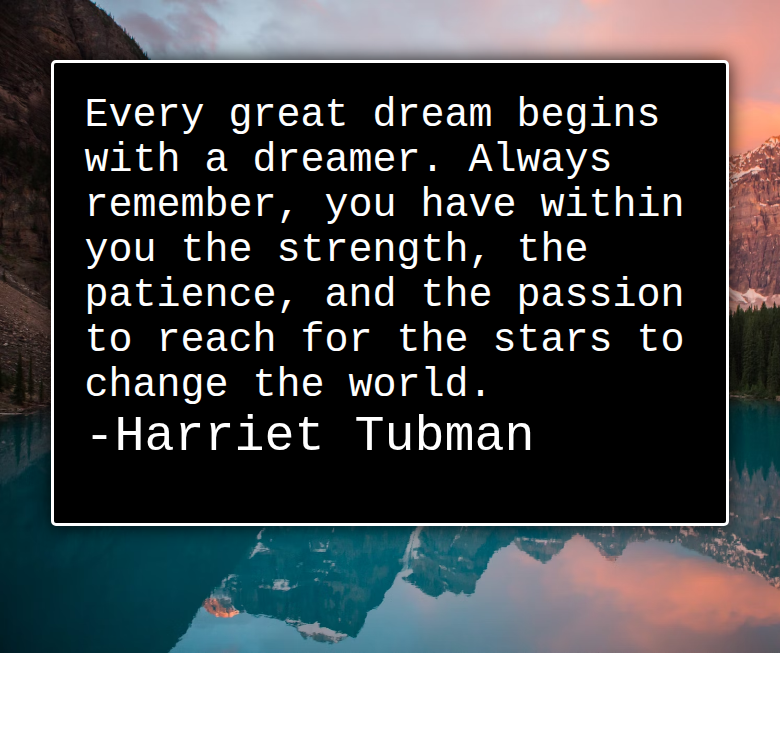 Every great dream begins
with a dreamer. Always
remember, you have within
you the strength, the
patience, and the passion
to reach for the stars to
change the world.
-Harriet Tubman